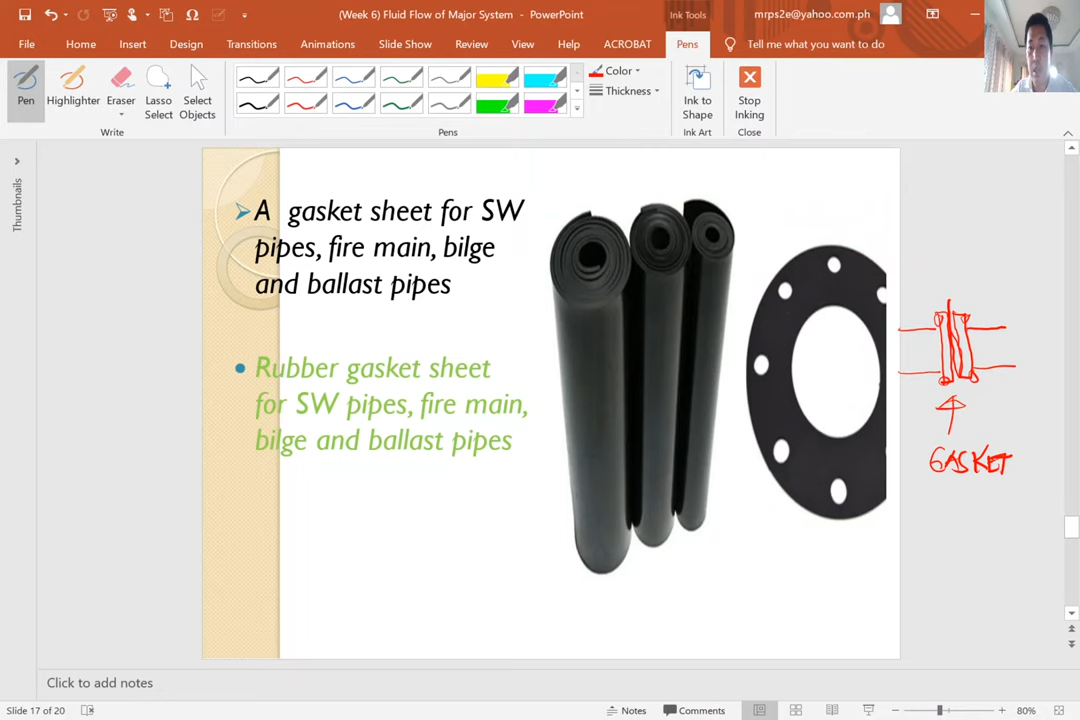 (Week 6) Fluid Flow of Major System - PowerPoint
Ink Tools
mrps2e@yahoo.com.ph
File
Home
Insert
Design
Transitions
Animations
Slide Show
Review
View
Help
ACROBAT
Pens
Tell me what you want to do
Pen
Highlighter
Eraser
Lasso
Select
Select
Objects
Color
Thickness
Ink to
Shape
Stop
Inking
Write
Pens
Ink Art
Close
Thumbnails
A gasket sheet for SW
pipes, fire main, bilge
and ballast pipes
Rubber gasket sheet
for SW pipes, fire main,
bilge and ballast pipes
GASKET
Click to add notes
Slide 17 of 20
Notes
Comments
80%